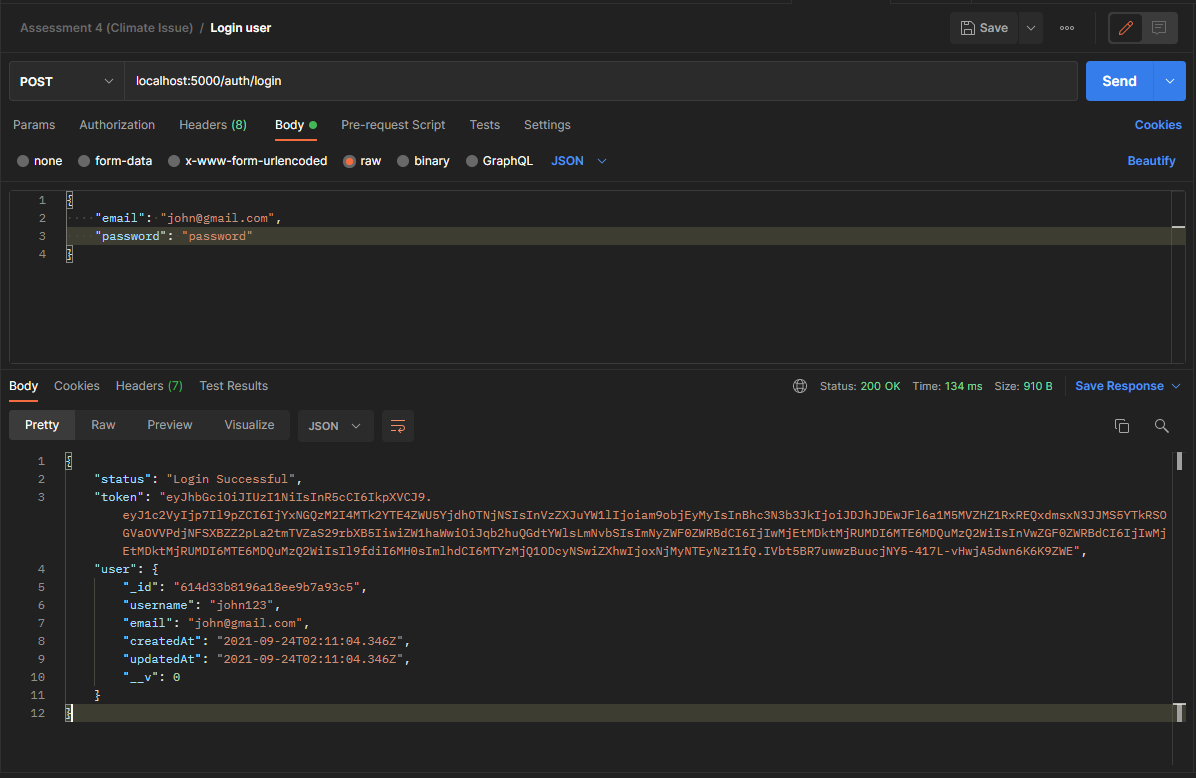 Assessment 4 (Climate Issue) / Login user Save
POST localhost:5000/auth/login Send
Params Authorization Headers (8) Body Pre-request Script Tests Settings Cookies
none form-data x-www-form-urlencoded raw binary GraphQL JSON Beautify
1 {
2 "email": "john@gmail.com",
3 "password": "password"
4 }
Body Cookies Headers (7) Test Results Status: 200 OK Time: 134 ms Size: 910 B Save Response
Pretty Raw Preview Visualize JSON
1 {
2 "status": "Login Successful",
3 "token": "eyJhbGciOiJIUzI1NiIsInR5cCI6IkpXVCJ9.
4 "user": {
5 "_id": "614d33b8196a18ee9b7a93c5",
6 "username": "john123",
7 "email": "john@gmail.com",
8 "createdAt": "2021-09-24T02:11:04.346Z",
9 "updatedAt": "2021-09-24T02:11:04.346Z",
10 "__v": 0
11 }
12 }